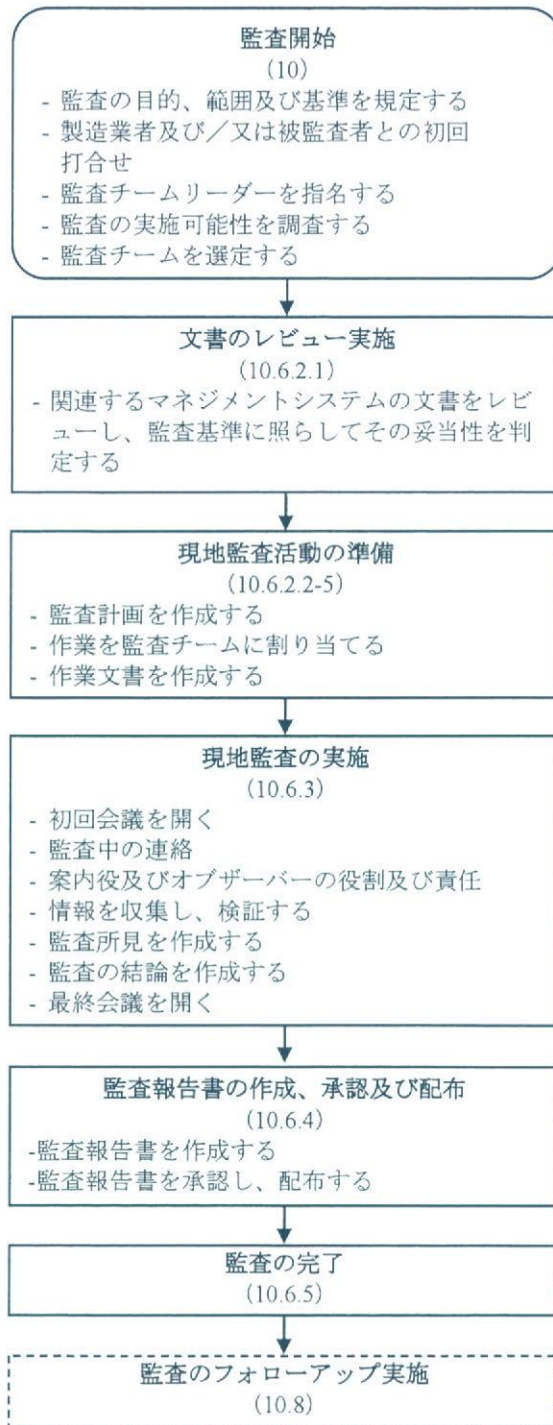 監査開始
(10)
- 監査の目的、範囲及び基準を規定する
- 製造業者及び／又は被監査者との初回
打合せ
- 監査チームリーダーを指名する
- 監査の実施可能性を調査する
- 監査チームを選定する
文書のレビュー実施
(10.6.2.1)
- 関連するマネジメントシステムの文書をレビ
ューし、監査基準に照らしてその妥当性を判
定する
現地監査活動の準備
(10.6.2.2-5)
- 監査計画を作成する
- 作業を監査チームに割り当てる
- 作業文書を作成する
現地監査の実施
(10.6.3)
- 初回会議を開く
- 監査中の連絡
- 案内役及びオブザーバーの役割及び責任
- 情報を収集し、検証する
- 監査所見を作成する
- 監査の結論を作成する
- 最終会議を開く
監査報告書の作成、承認及び配布
(10.6.4)
-監査報告書を作成する
-監査報告書を承認し、配布する
監査の完了
(10.6.5)
監査のフォローアップ実施
(10.8)